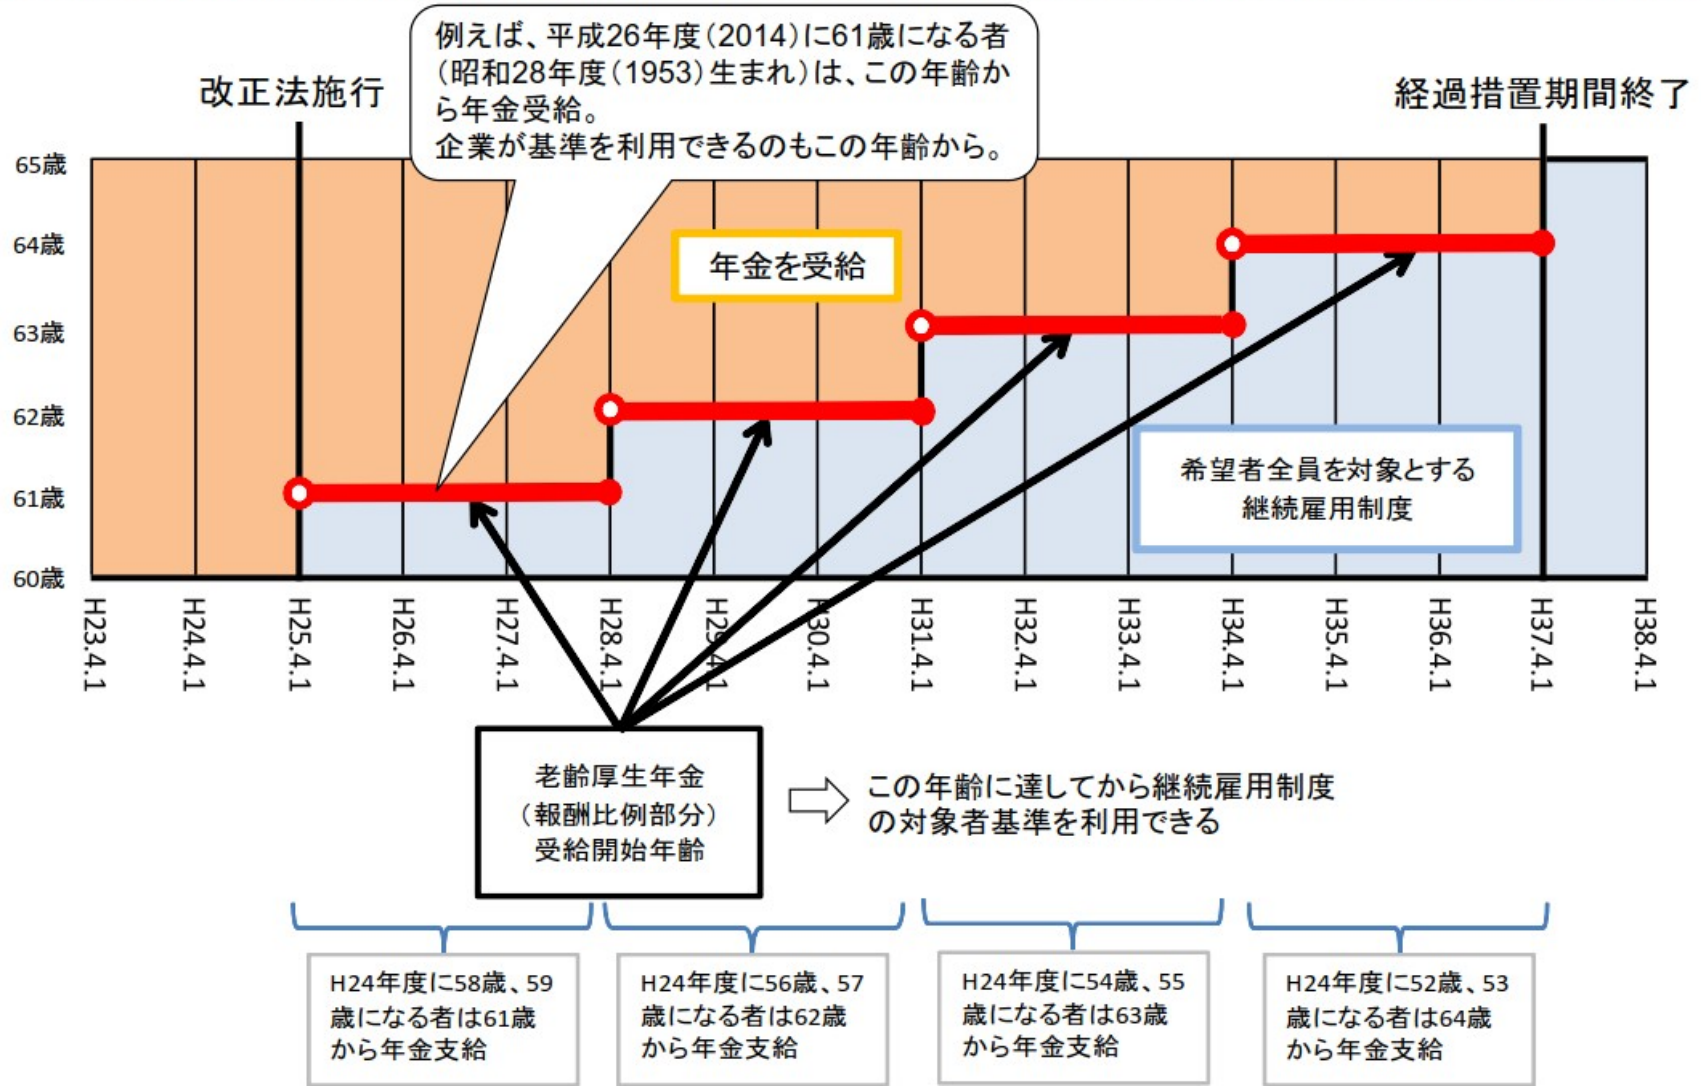 例えば、平成26年度(2014)に61歳になる者
(昭和28年度(1953)生まれ)は、この年齢か
ら年金受給。
企業が基準を利用できるのもこの年齢から。
改正法施行
経過措置期間終了
65歳
64歳
63歳
62歳
61歳
60歳
年金を受給
希望者全員を対象とする
継続雇用制度
H23.4.1
H24.4.1
H25.4.1
H26.4.1
H27.4.1
H28.4.1
H29.4.1
H30.4.1
H31.4.1
H32.4.1
H33.4.1
H34.4.1
H35.4.1
H36.4.1
H37.4.1
H38.4.1
老齢厚生年金
(報酬比例部分)
受給開始年齢
この年齢に達してから継続雇用制度
の対象者基準を利用できる
H24年度に58歳、59
歳になる者は61歳
から年金支給
H24年度に56歳、57
歳になる者は62歳
から年金支給
H24年度に54歳、55
歳になる者は63歳
から年金支給
H24年度に52歳、53
歳になる者は64歳
から年金支給